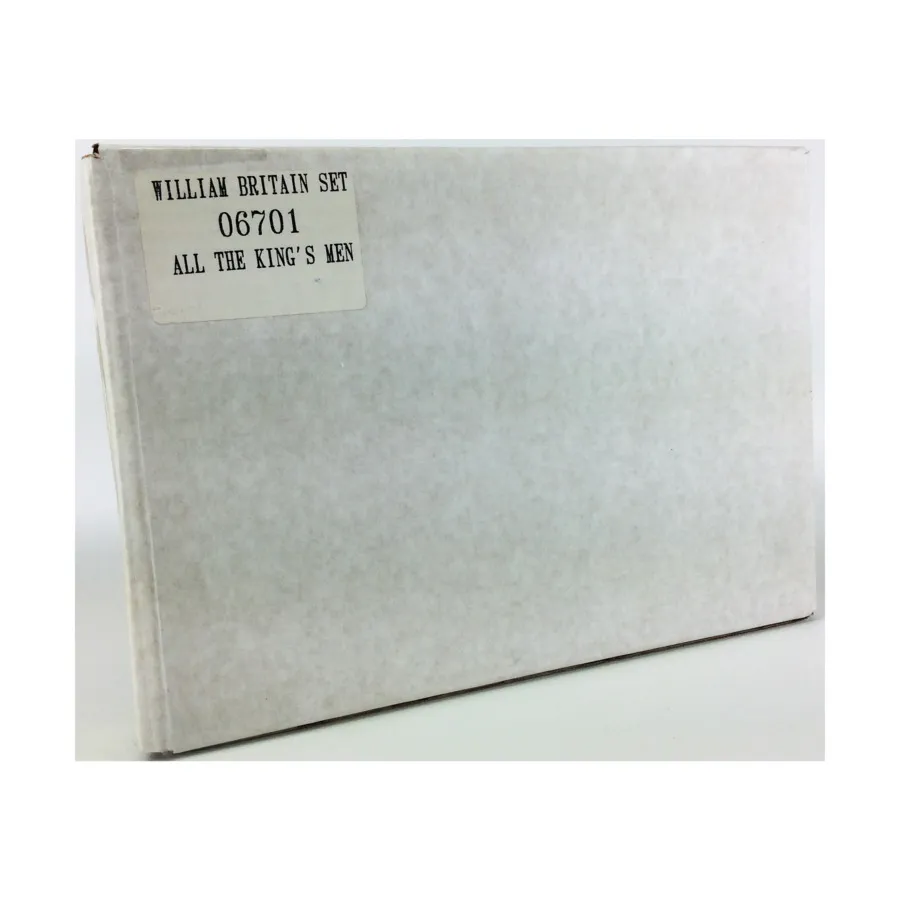 WILLIAM BRITAIN SET
06701
ALL THE KING'S MEN